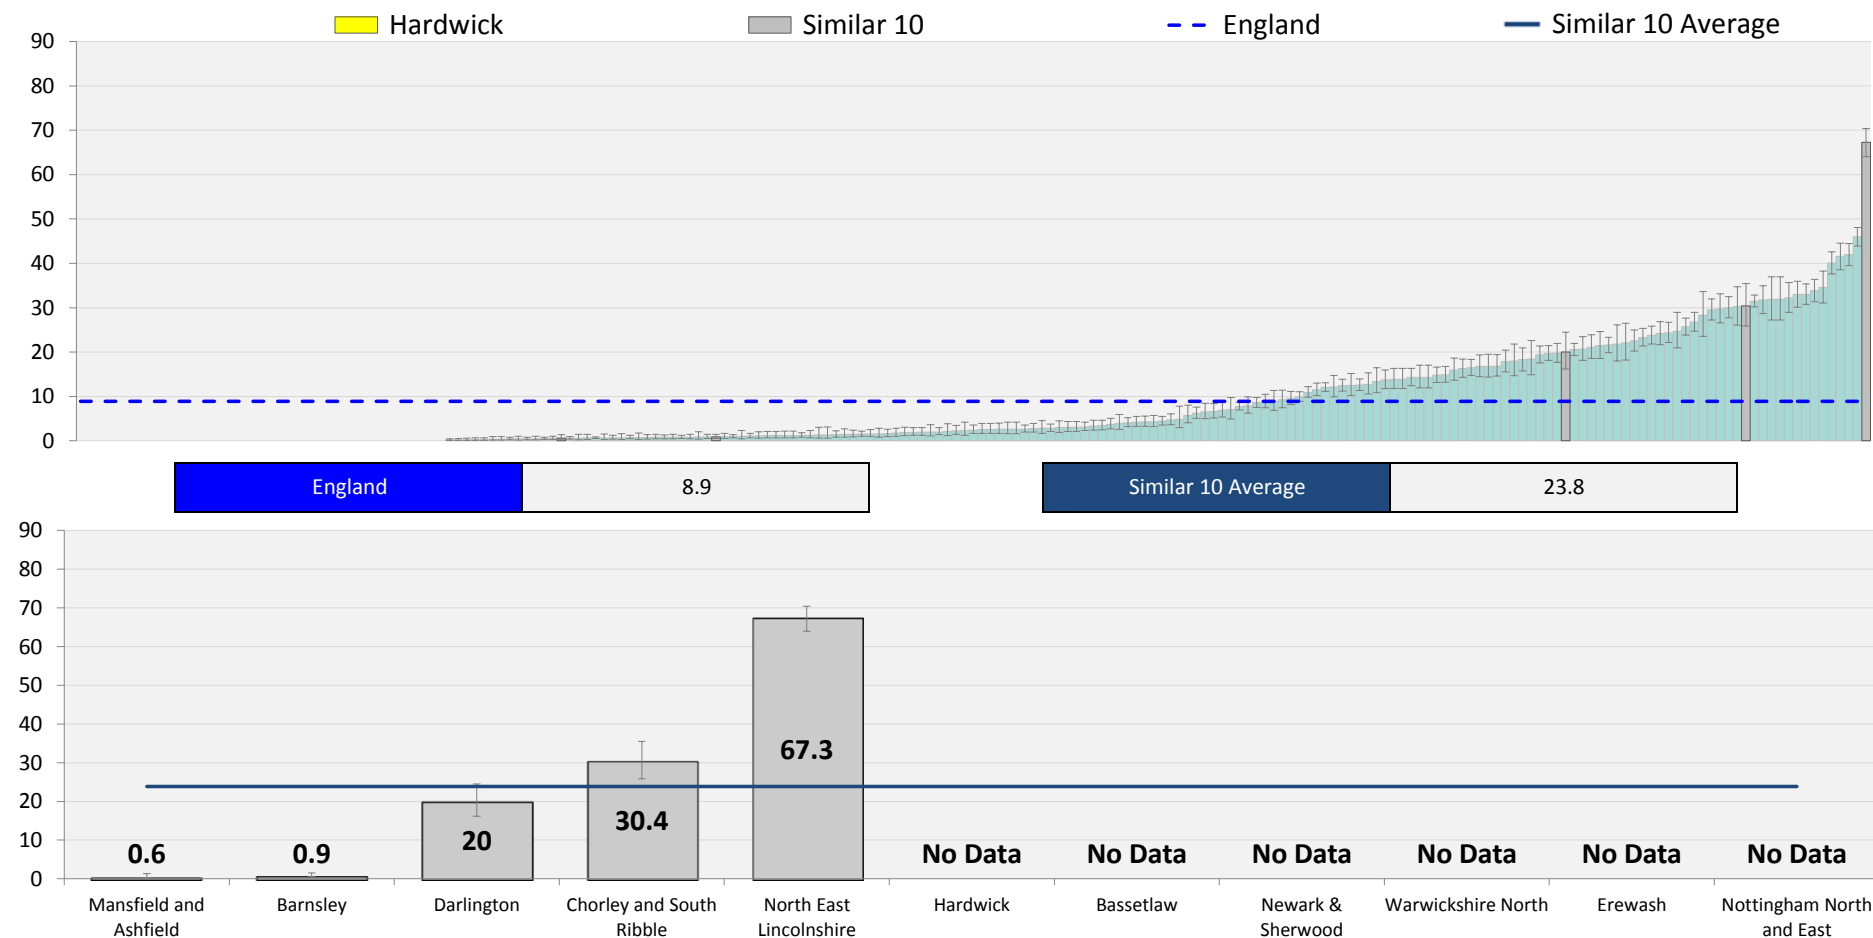 Hardwick
Similar 10
England
Similar 10 Average
90
80
70
60
50
40
30
20
10
0
England 8.9
Similar 10 Average 23.8
90
80
70
60
50
40
30
20
10
0
0.6
0.9
20
30.4
67.3
No Data
No Data
No Data
No Data
No Data
No Data
Mansfield and
Ashfield
Barnsley
Darlington
Chorley and South
Ribble
North East
Lincolnshire
Hardwick
Bassetlaw
Newark &
Sherwood
Warwickshire North
Erewash
Nottingham North
and East